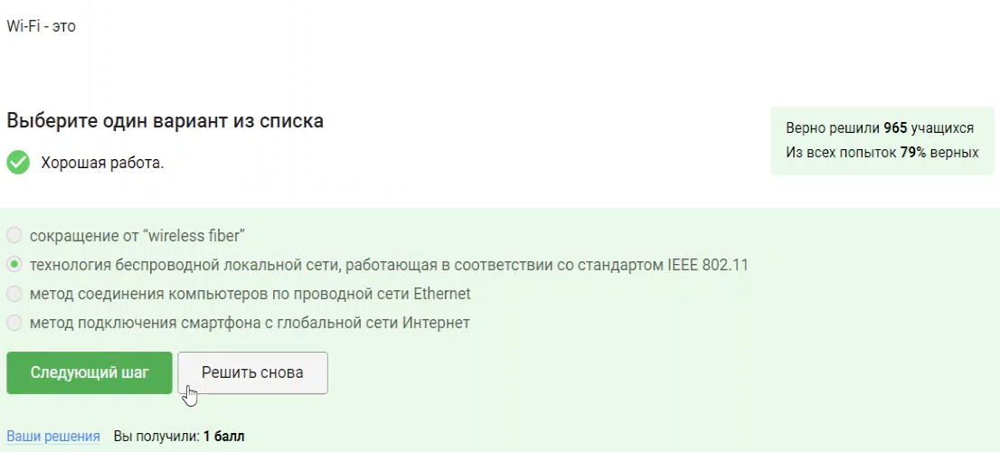 Wi-Fi - это
Выберите один вариант из списка
Верно решили 965 учащихся
Из всех попыток 79% верных
Хорошая работа.
сокращение от “wireless fiber”
технология беспроводной локальной сети, работающая в соответствии со стандартом IEEE 802.11
метод соединения компьютеров по проводной сети Ethernet
метод подключения смартфона с глобальной сети Интернет
Следующий шаг
Решить снова
Ваши решения Вы получили: 1 балл